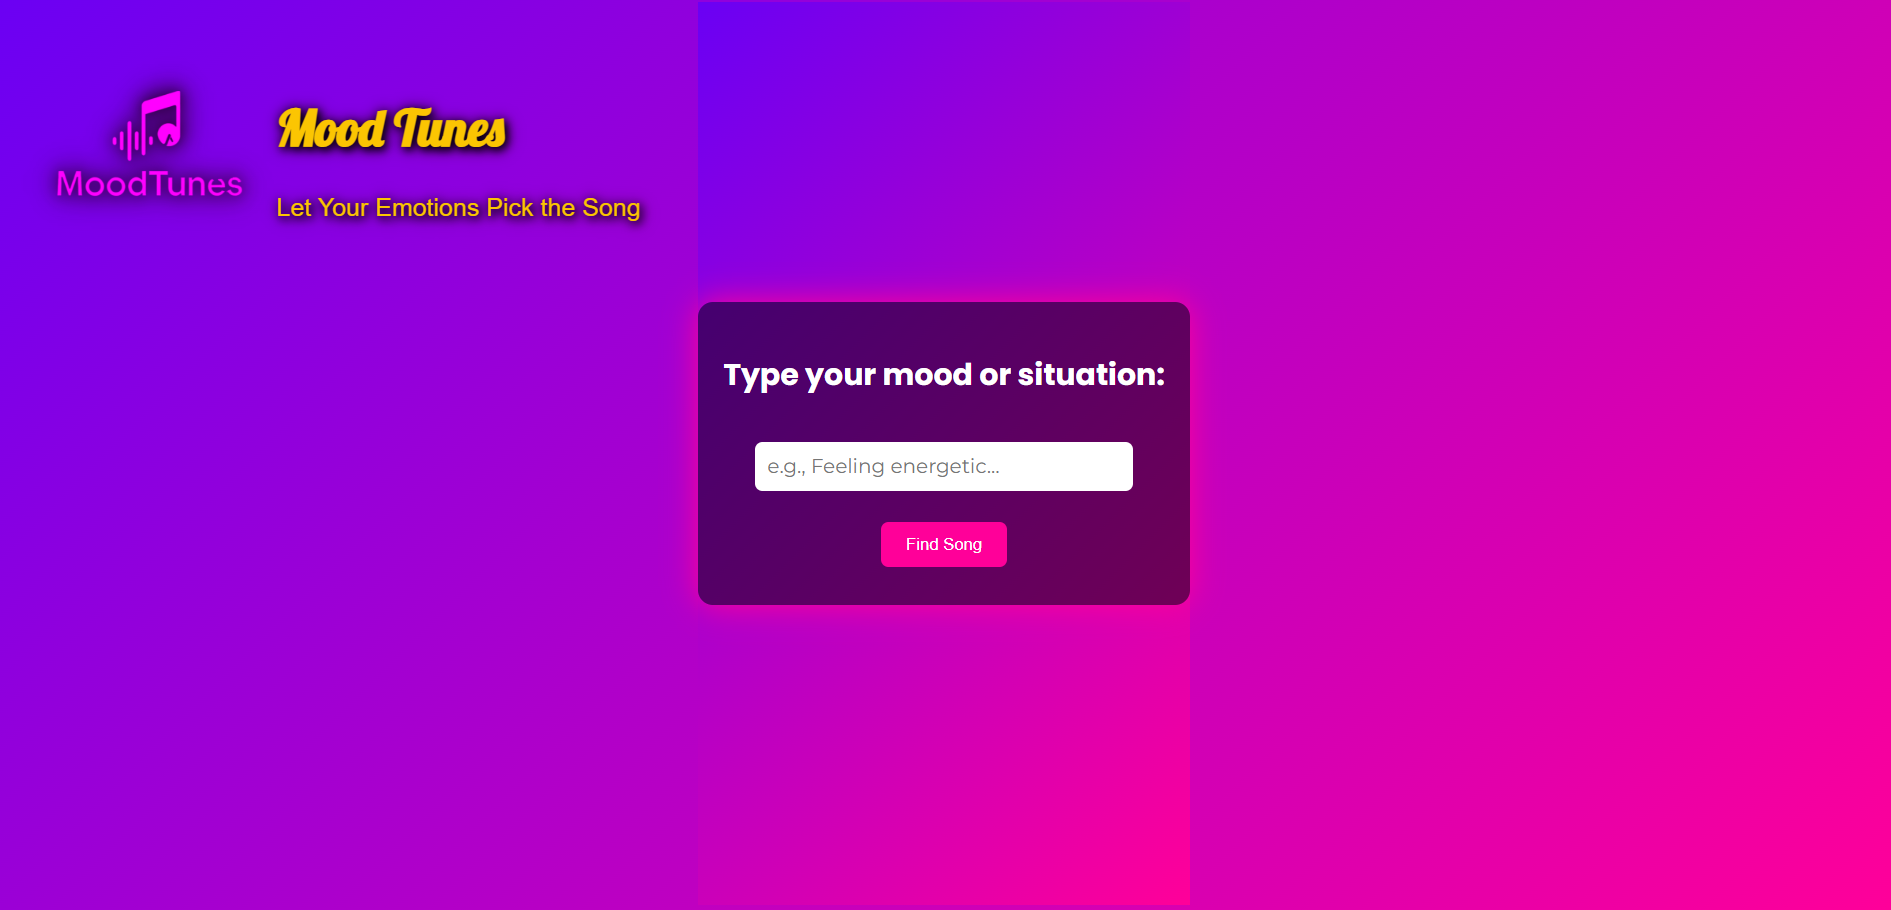 MoodTunes
Mood Tunes
Let Your Emotions Pick the Song
Type your mood or situation:
e.g., Feeling energetic...
Find Song